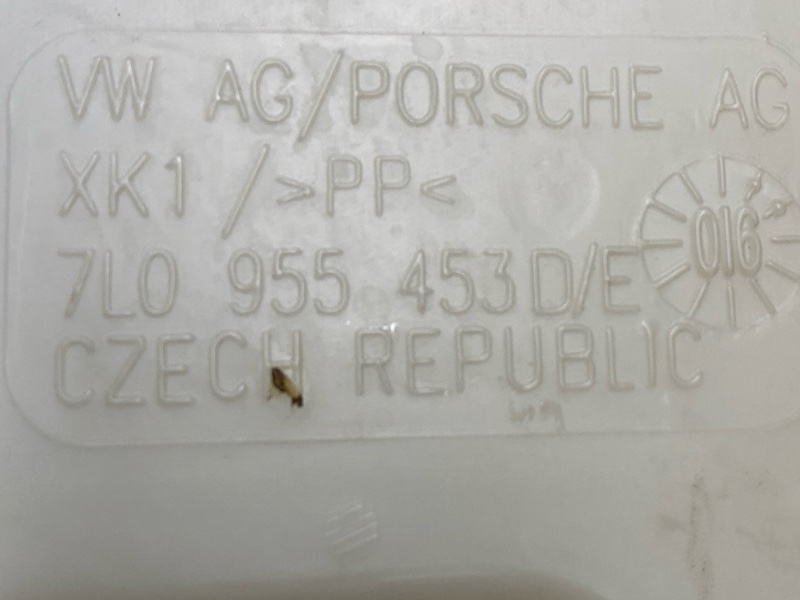 VW AG/PORSCHE AG
XK1 / >PP<
016
7L0 955 453D/E
CZECH REPUBLIC